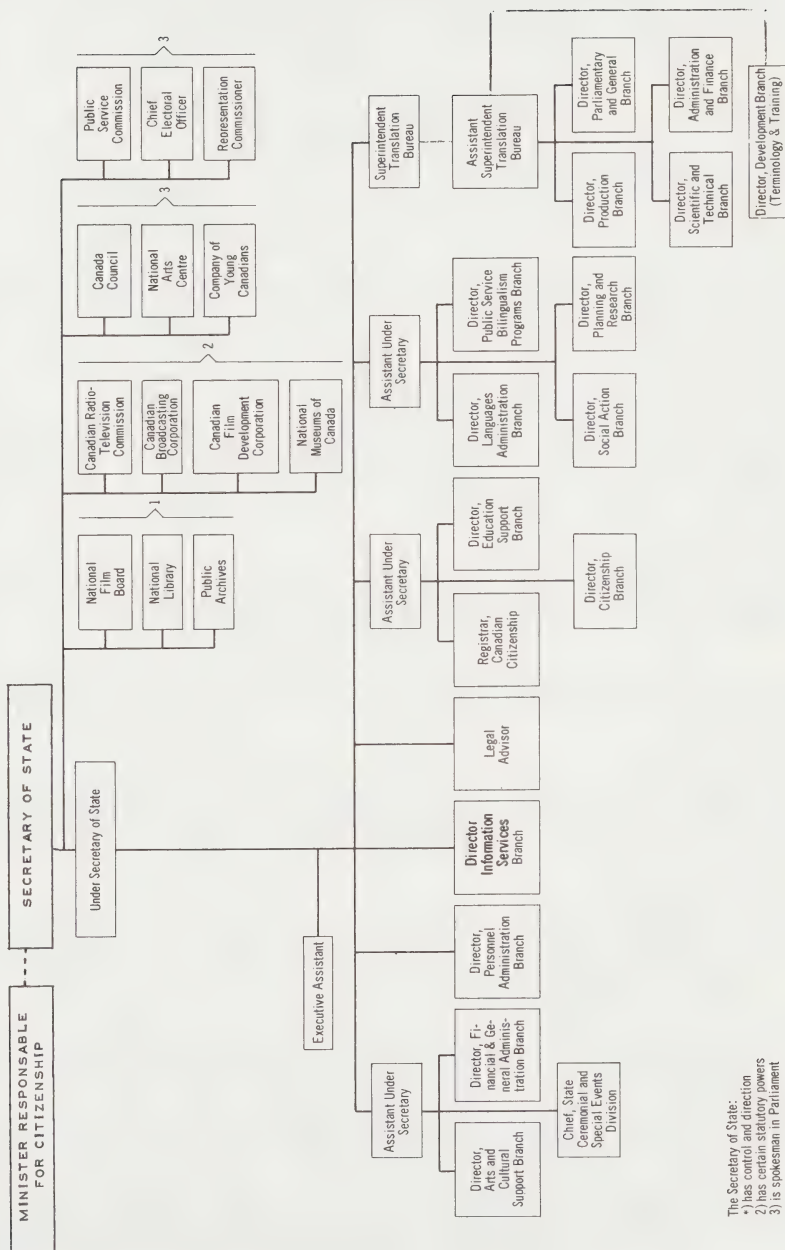 MINISTER RESPONSABLE
FOR CITIZENSHIP
SECRETARY OF STATE
Under Secretary of State
Executive Assistant
National
Film
Board
National
Library
Public
Archives
1
Canadian Radio-
Television
Commission
Canadian
Broadcasting
Corporation
Canadian
Film
Development
Corporation
National
Museums of
Canada
2
Canada
Council
National
Arts
Centre
Company of
Young
Canadians
3
Public
Service
Commission
Chief
Electoral
Officer
Representation
Commissioner
3
Assistant Under
Secretary
Director,
Arts and
Cultural
Support Branch
Director, Fi-
nancial & Ge-
neral Adminis-
tration Branch
Chief, State
Ceremonial and
Special Events
Division
Director,
Personnel
Administration
Branch
Director
Information
Services
Branch
Legal
Advisor
Assistant Under
Secretary
Registrar,
Canadian
Citizenship
Director,
Education
Support
Branch
Director,
Citizenship
Branch
Assistant Under
Secretary
Director,
Languages
Administration
Branch
Director,
Public Service
Bilingualism
Programs Branch
Director,
Social Action
Branch
Director,
Planning and
Research
Branch
Superintendent
Translation
Bureau
Assistant
Superintendent
Translation
Bureau
Director,
Production
Branch
Director,
Parliamentary
and General
Branch
Director,
Scientific and
Technical
Branch
Director,
Administration
and Finance
Branch
Director, Development Branch
(Terminology & Training)
The Secretary of State:
*) has control and direction
2) has certain statutory powers
3) is spokesman in Parliament